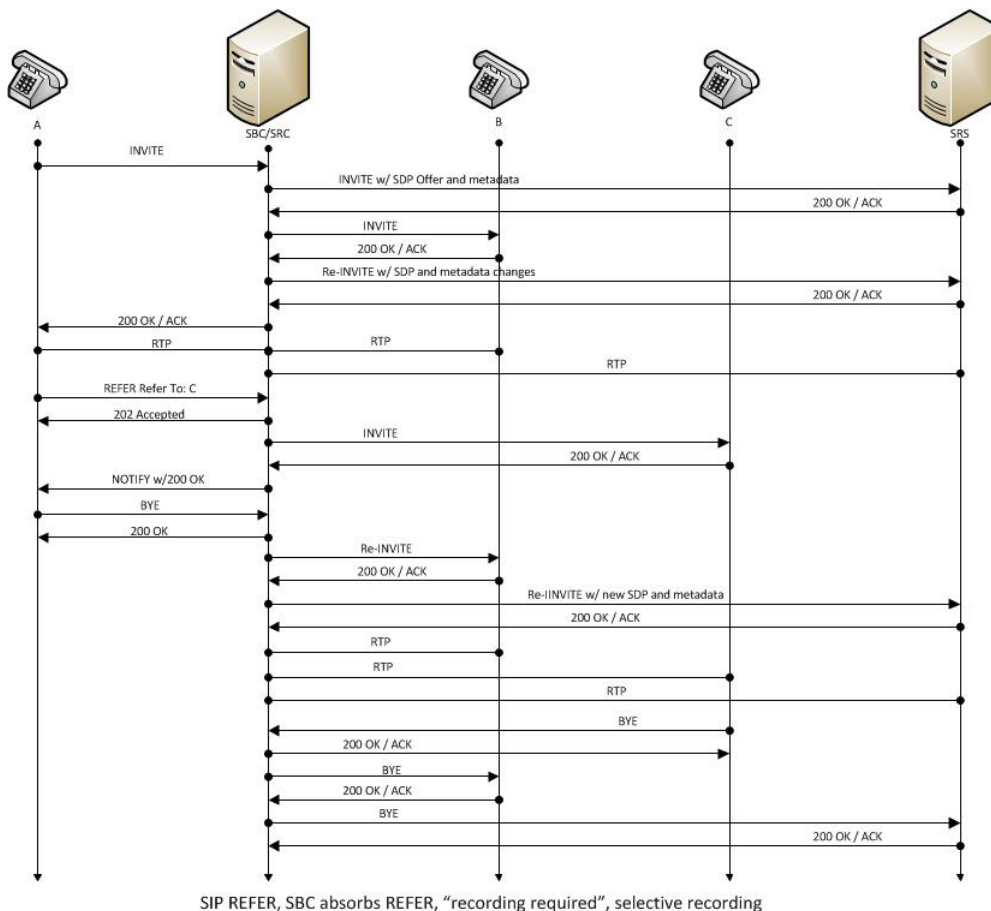 A
SBC/SRC
B
C
SRS
INVITE
INVITE w/ SDP Offer and metadata
200 OK / ACK
INVITE
200 OK / ACK
Re-INVITE w/ SDP and metadata changes
200 OK / ACK
200 OK / ACK
RTP
RTP
RTP
REFER Refer To: C
202 Accepted
INVITE
200 OK / ACK
NOTIFY w/200 OK
BYE
200 OK
Re-INVITE
200 OK / ACK
Re-IINVITE w/ new SDP and metadata
200 OK / ACK
RTP
RTP
RTP
BYE
200 OK / ACK
BYE
200 OK / ACK
BYE
200 OK / ACK
SIP REFER, SBC absorbs REFER, “recording required”, selective recording